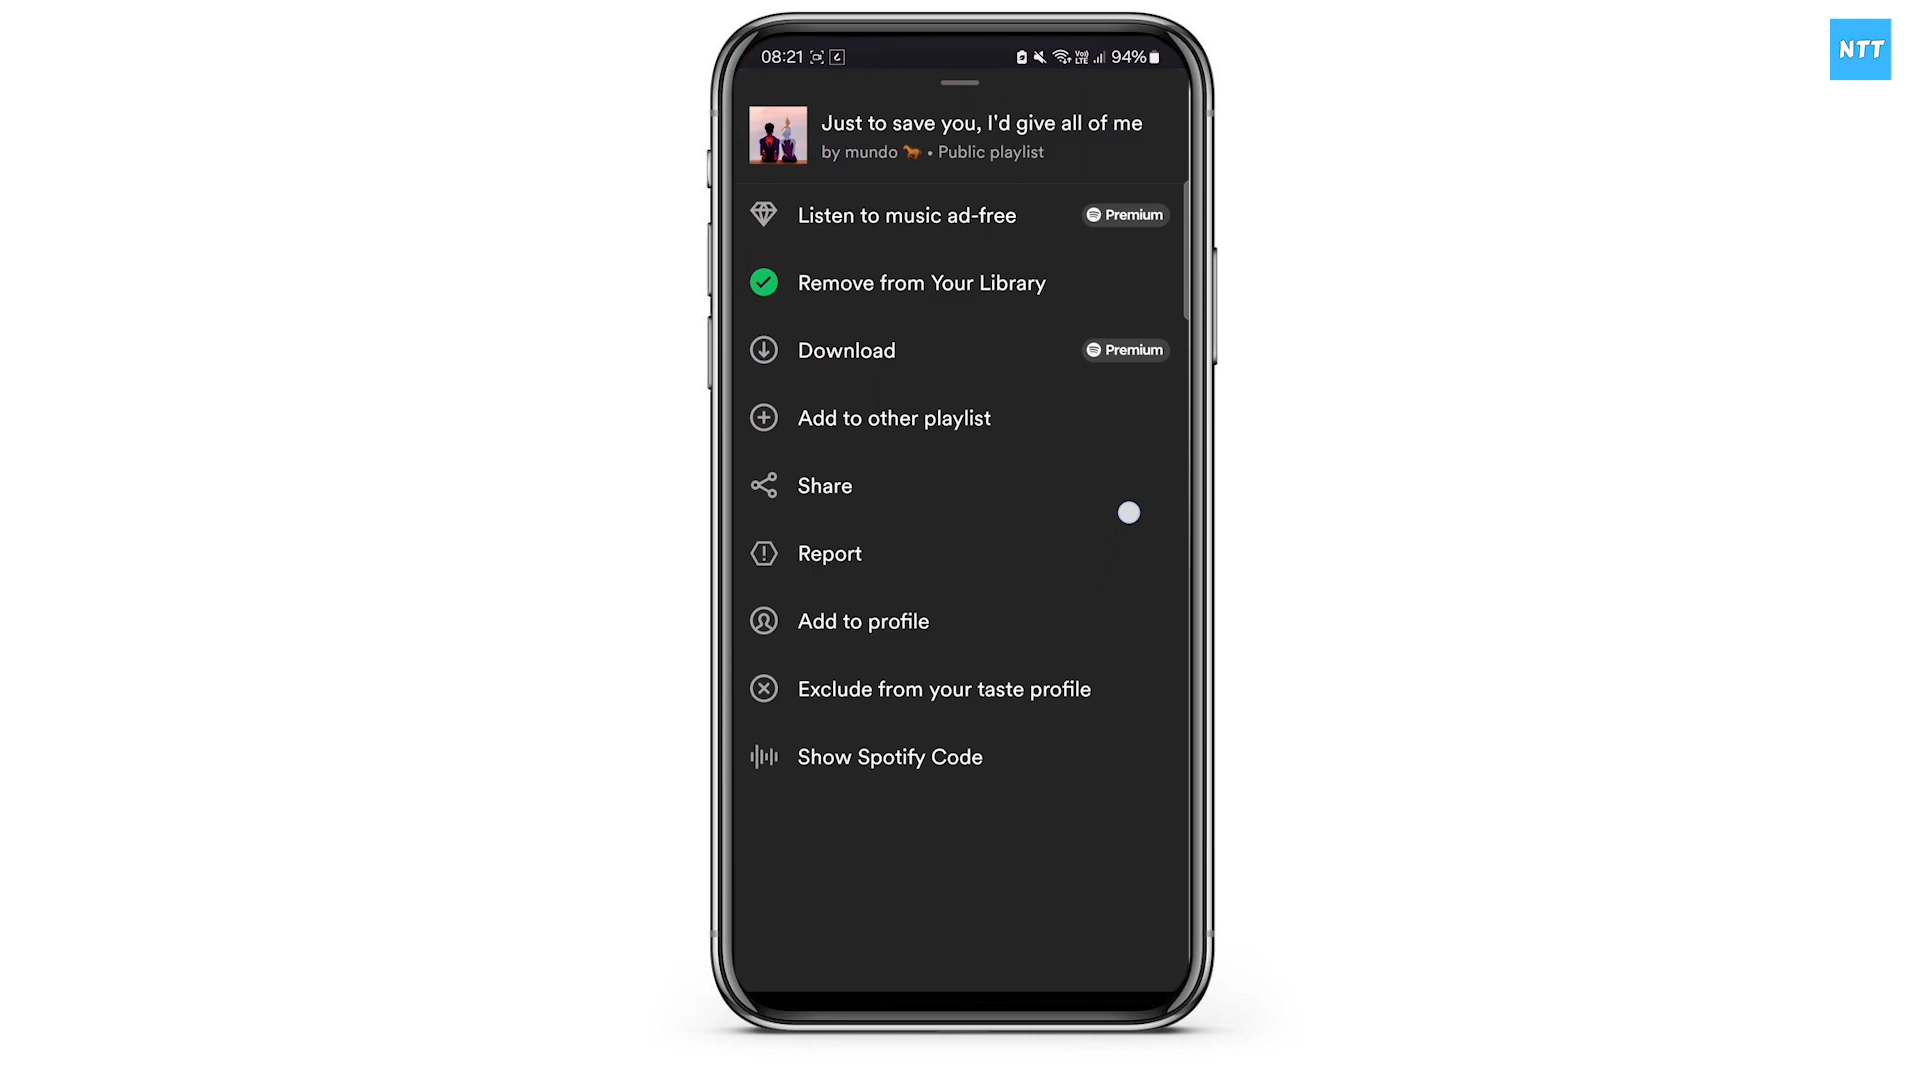 NTT
08:21
Vo)) LTE 94%
Just to save you, I'd give all of me
by mundo 🐎 • Public playlist
Listen to music ad-free Premium
Remove from Your Library
Download Premium
Add to other playlist
Share
Report
Add to profile
Exclude from your taste profile
Show Spotify Code